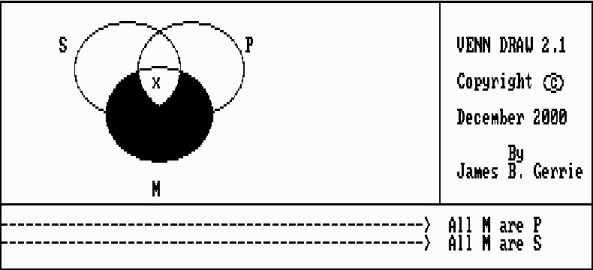 S
P
x
M
VENN DRAW 2.1
Copyright ©
December 2000
By
James B. Gerrie
------------------------------------------------> All M are P
------------------------------------------------> All M are S